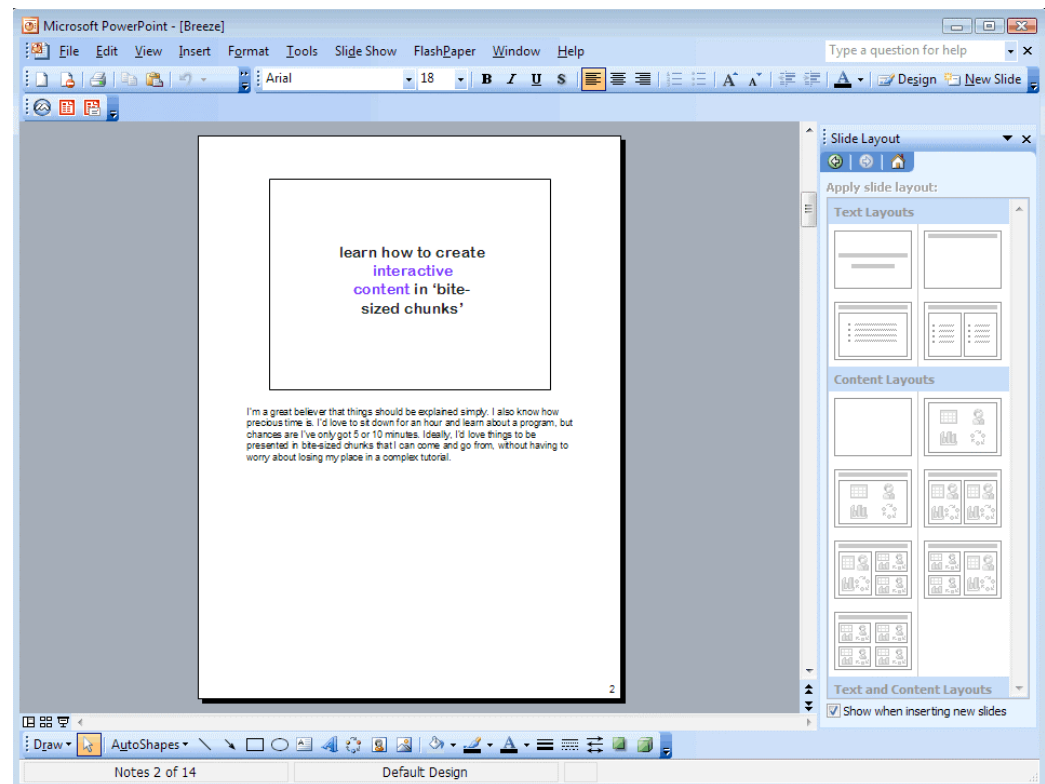 Microsoft PowerPoint - [Breeze]
File Edit View Insert Format Tools Slide Show FlashPaper Window Help Type a question for help
Arial 18 B I U S A A A Design New Slide
Slide Layout
Apply slide layout:
Text Layouts
learn how to create
interactive
content in ‘bite-
sized chunks’
Content Layouts
I'm a great believer that things should be explained simply. I also know how
precious time is. I'd love to sit down for an hour and learn about a program, but
chances are I've only got 5 or 10 minutes. Ideally, I'd love things to be
presented in bite-sized chunks that I can come and go from, without having to
worry about losing my place in a complex tutorial.
2
Text and Content Layouts
Show when inserting new slides
Draw AutoShapes A A
Notes 2 of 14 Default Design